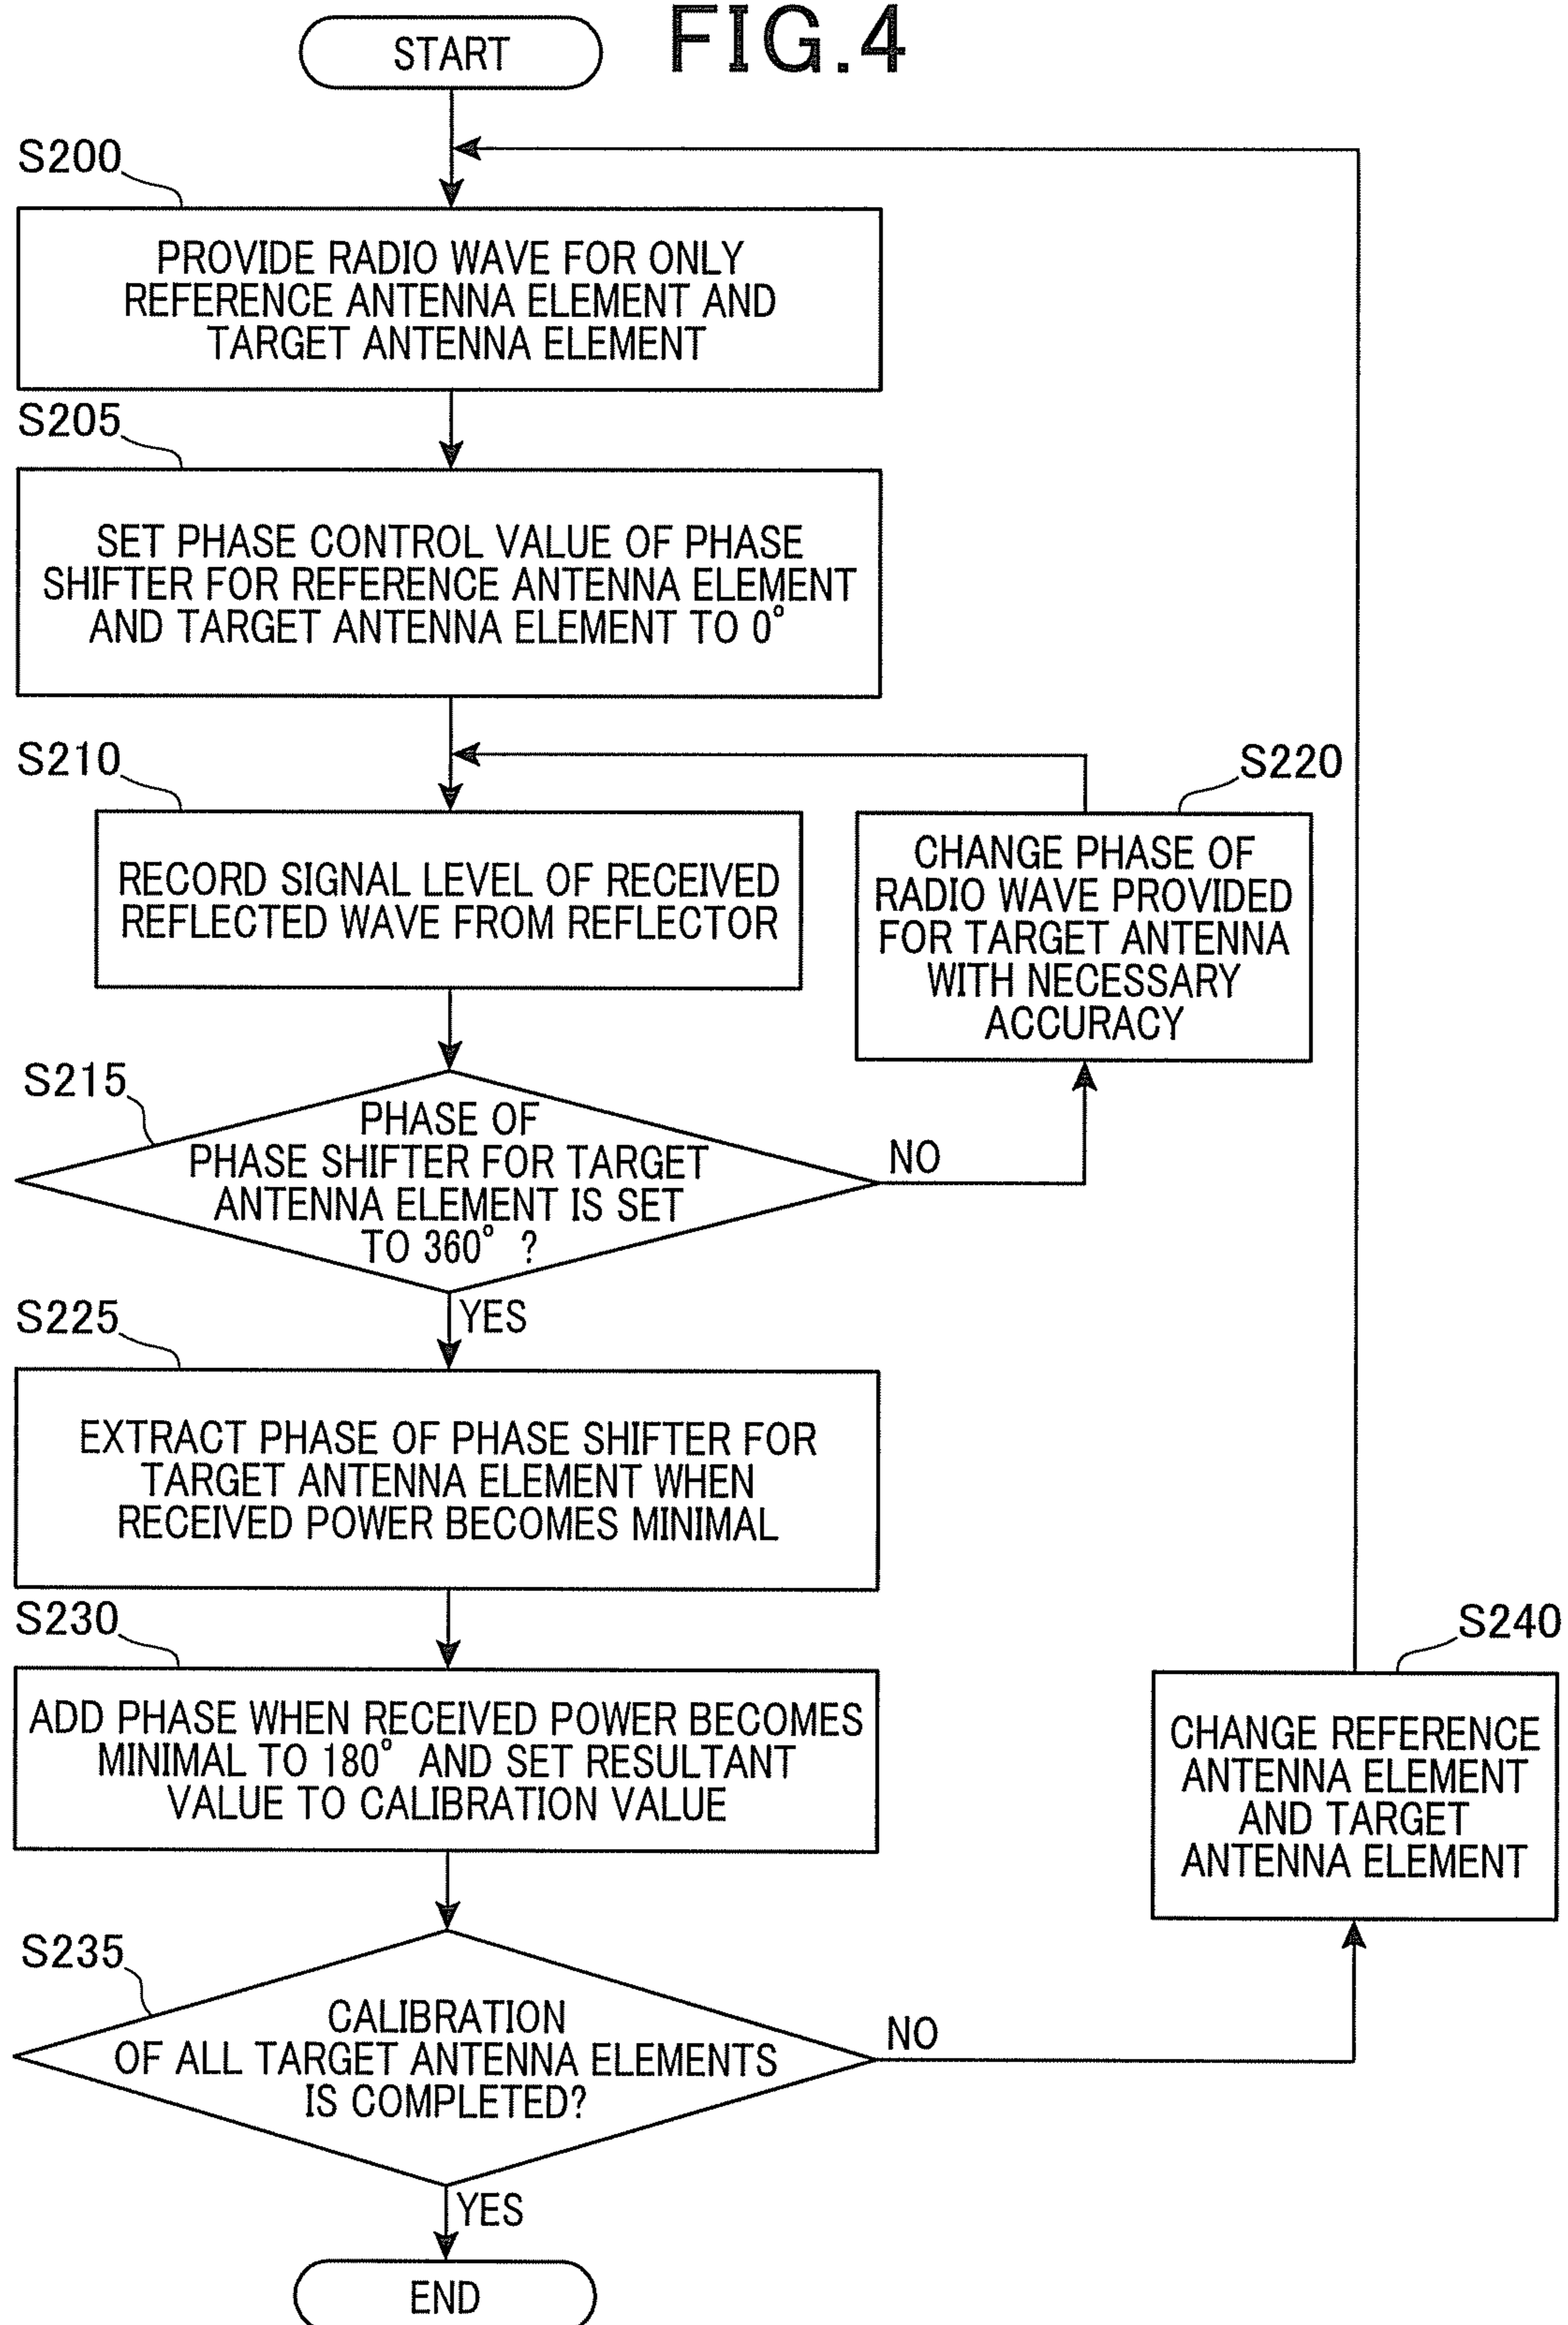 FIG.4
START
S200
PROVIDE RADIO WAVE FOR ONLY
REFERENCE ANTENNA ELEMENT AND
TARGET ANTENNA ELEMENT
S205
SET PHASE CONTROL VALUE OF PHASE
SHIFTER FOR REFERENCE ANTENNA ELEMENT
AND TARGET ANTENNA ELEMENT TO 0°
S210
RECORD SIGNAL LEVEL OF RECEIVED
REFLECTED WAVE FROM REFLECTOR
S220
CHANGE PHASE OF
RADIO WAVE PROVIDED
FOR TARGET ANTENNA
WITH NECESSARY
ACCURACY
S215
PHASE OF
PHASE SHIFTER FOR TARGET
ANTENNA ELEMENT IS SET
TO 360° ?
NO
YES
S225
EXTRACT PHASE OF PHASE SHIFTER FOR
TARGET ANTENNA ELEMENT WHEN
RECEIVED POWER BECOMES MINIMAL
S230
ADD PHASE WHEN RECEIVED POWER BECOMES
MINIMAL TO 180° AND SET RESULTANT
VALUE TO CALIBRATION VALUE
S240
CHANGE REFERENCE
ANTENNA ELEMENT
AND TARGET
ANTENNA ELEMENT
S235
CALIBRATION
OF ALL TARGET ANTENNA ELEMENTS
IS COMPLETED?
NO
YES
END